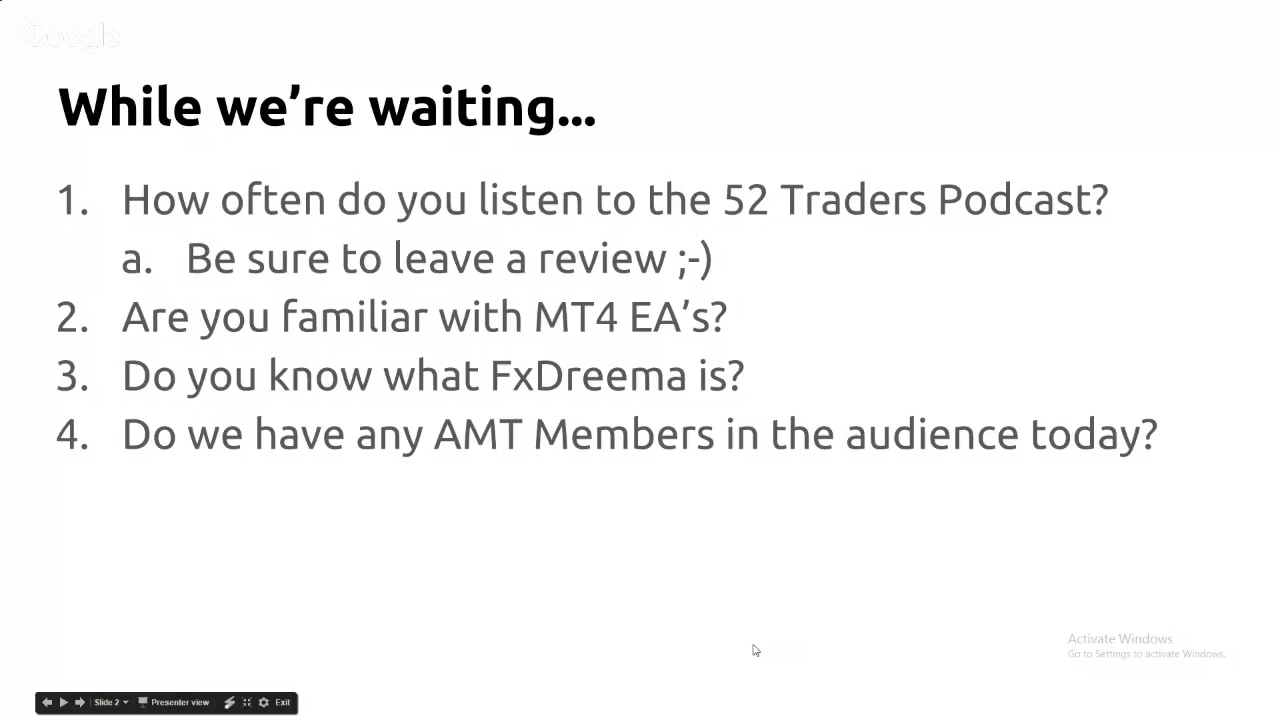 Google
While we’re waiting...
1. How often do you listen to the 52 Traders Podcast?
a. Be sure to leave a review ;-)
2. Are you familiar with MT4 EA’s?
3. Do you know what FxDreema is?
4. Do we have any AMT Members in the audience today?
Activate Windows
Go to Settings to activate Windows.
Slide 2 Presenter view Exit